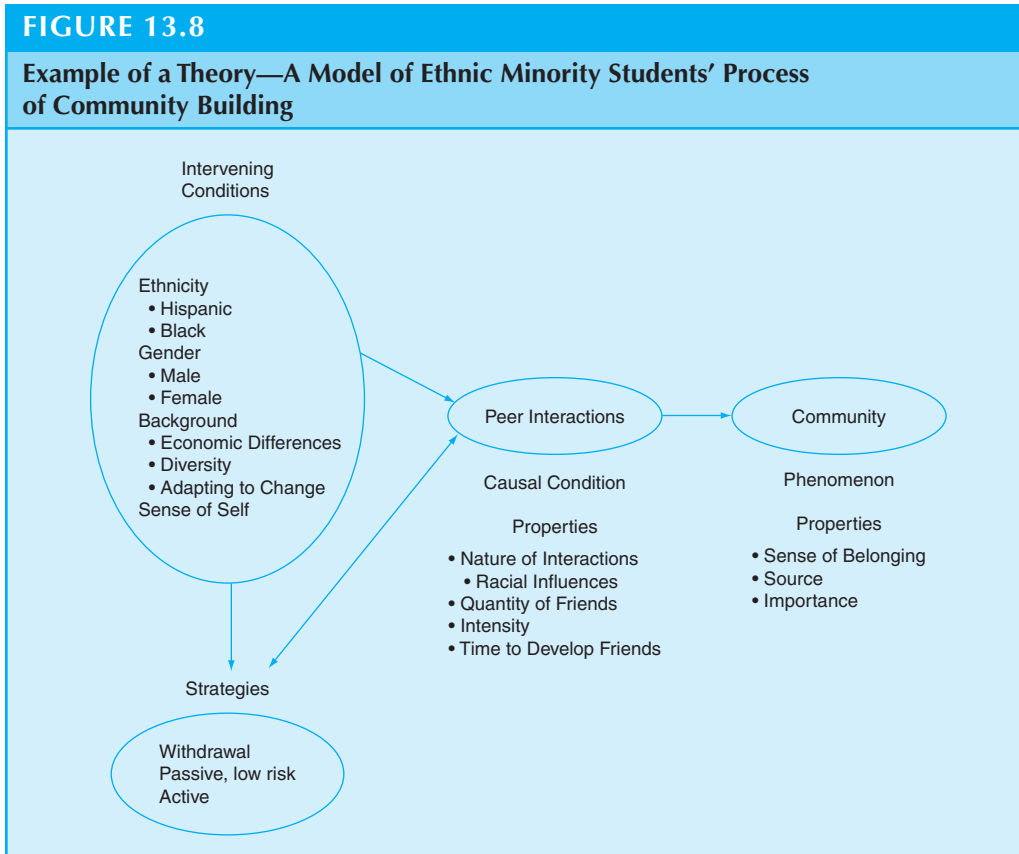 FIGURE 13.8
Example of a Theory—A Model of Ethnic Minority Students’ Process
of Community Building
Intervening
Conditions
Ethnicity
• Hispanic
• Black
Gender
• Male
• Female
Background
• Economic Differences
• Diversity
• Adapting to Change
Sense of Self
Strategies
Withdrawal
Passive, low risk
Active
Peer Interactions
Causal Condition
Properties
• Nature of Interactions
• Racial Influences
• Quantity of Friends
• Intensity
• Time to Develop Friends
Community
Phenomenon
Properties
• Sense of Belonging
• Source
• Importance